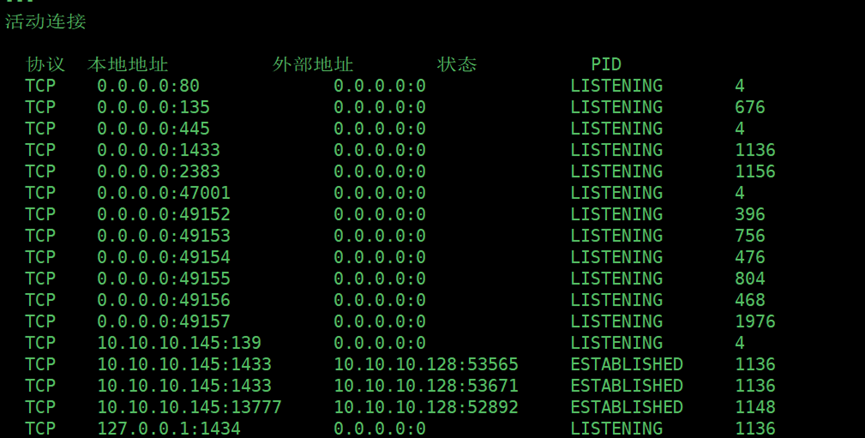 活动连接
协议 本地地址 外部地址 状态 PID
TCP 0.0.0.0:80 0.0.0.0:0 LISTENING 4
TCP 0.0.0.0:135 0.0.0.0:0 LISTENING 676
TCP 0.0.0.0:445 0.0.0.0:0 LISTENING 4
TCP 0.0.0.0:1433 0.0.0.0:0 LISTENING 1136
TCP 0.0.0.0:2383 0.0.0.0:0 LISTENING 1156
TCP 0.0.0.0:47001 0.0.0.0:0 LISTENING 4
TCP 0.0.0.0:49152 0.0.0.0:0 LISTENING 396
TCP 0.0.0.0:49153 0.0.0.0:0 LISTENING 756
TCP 0.0.0.0:49154 0.0.0.0:0 LISTENING 476
TCP 0.0.0.0:49155 0.0.0.0:0 LISTENING 804
TCP 0.0.0.0:49156 0.0.0.0:0 LISTENING 468
TCP 0.0.0.0:49157 0.0.0.0:0 LISTENING 1976
TCP 10.10.10.145:139 0.0.0.0:0 LISTENING 4
TCP 10.10.10.145:1433 10.10.10.128:53565 ESTABLISHED 1136
TCP 10.10.10.145:1433 10.10.10.128:53671 ESTABLISHED 1136
TCP 10.10.10.145:13777 10.10.10.128:52892 ESTABLISHED 1148
TCP 127.0.0.1:1434 0.0.0.0:0 LISTENING 1136